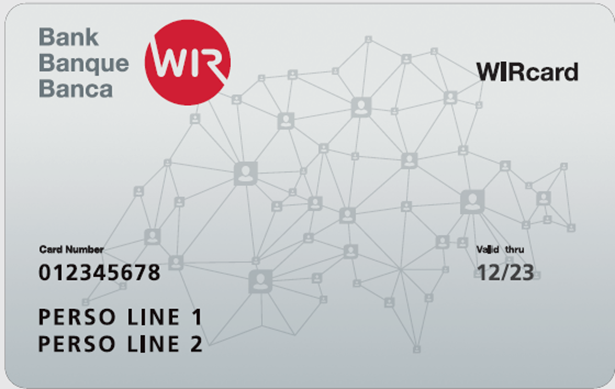 Bank
Banque
Banca
WIR
WIRcard
Card Number
012345678
Valid thru
12/23
PERSO LINE 1
PERSO LINE 2